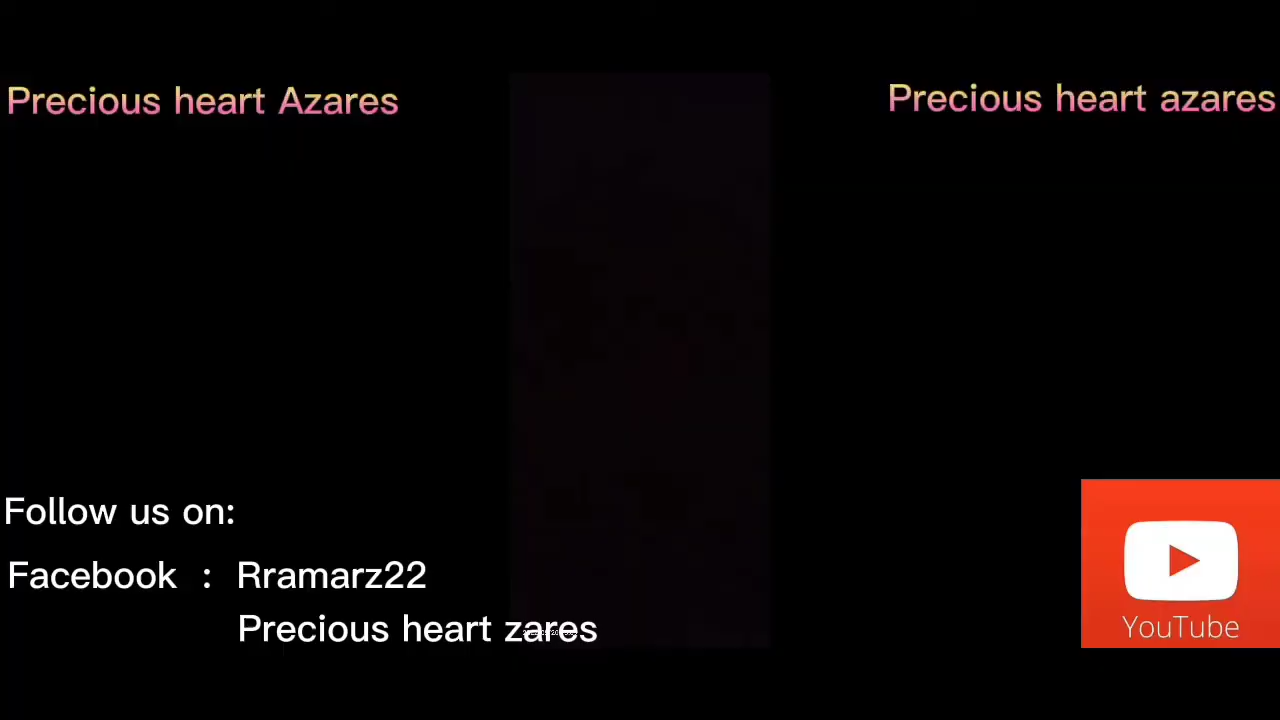 Precious heart Azares
Precious heart azares
Follow us on:
Facebook : Rramarz22
Precious heart zares
YouTube